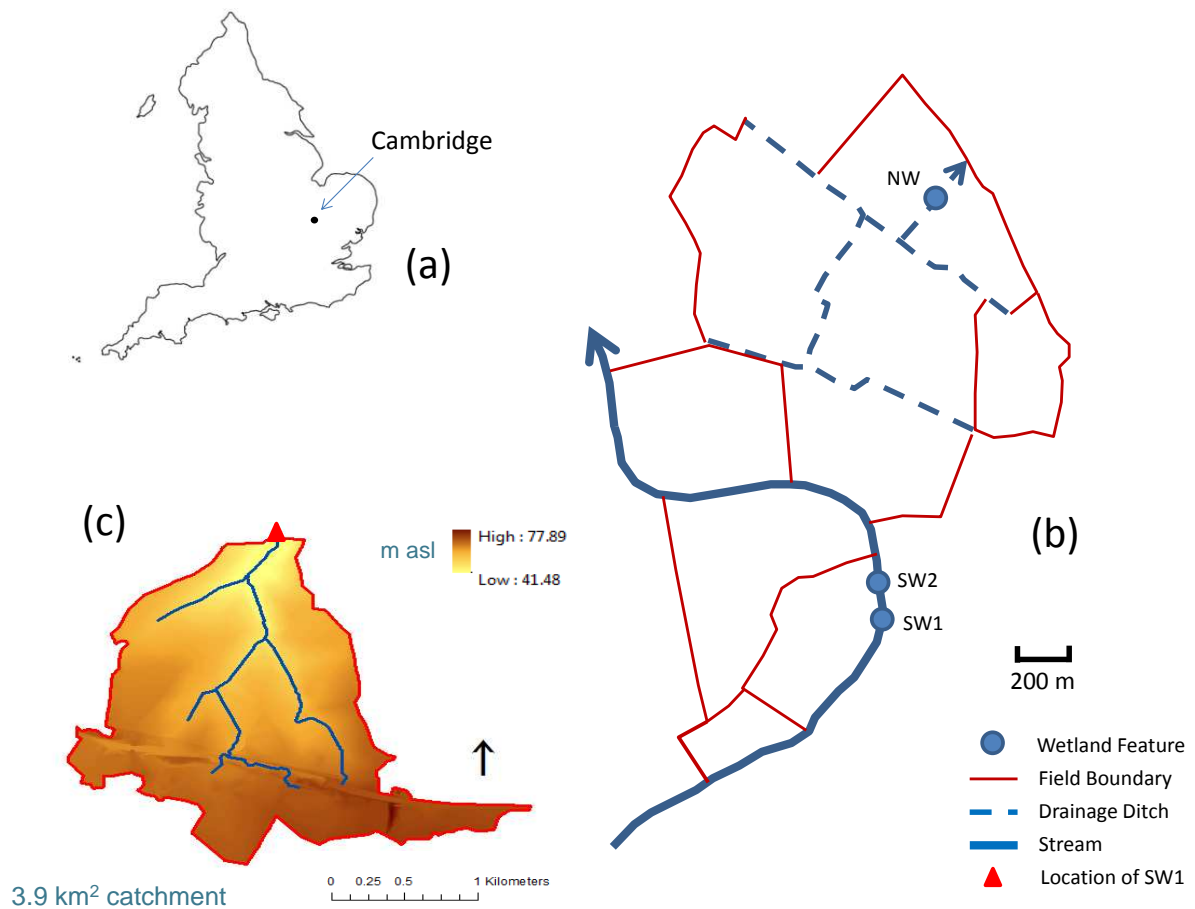 Cambridge
(a)
NW
(b)
SW2
SW1
200 m
Wetland Feature
Field Boundary
Drainage Ditch
Stream
Location of SW1
(c)
m asl
High : 77.89
Low : 41.48
3.9 km² catchment
0 0.25 0.5 1 Kilometers